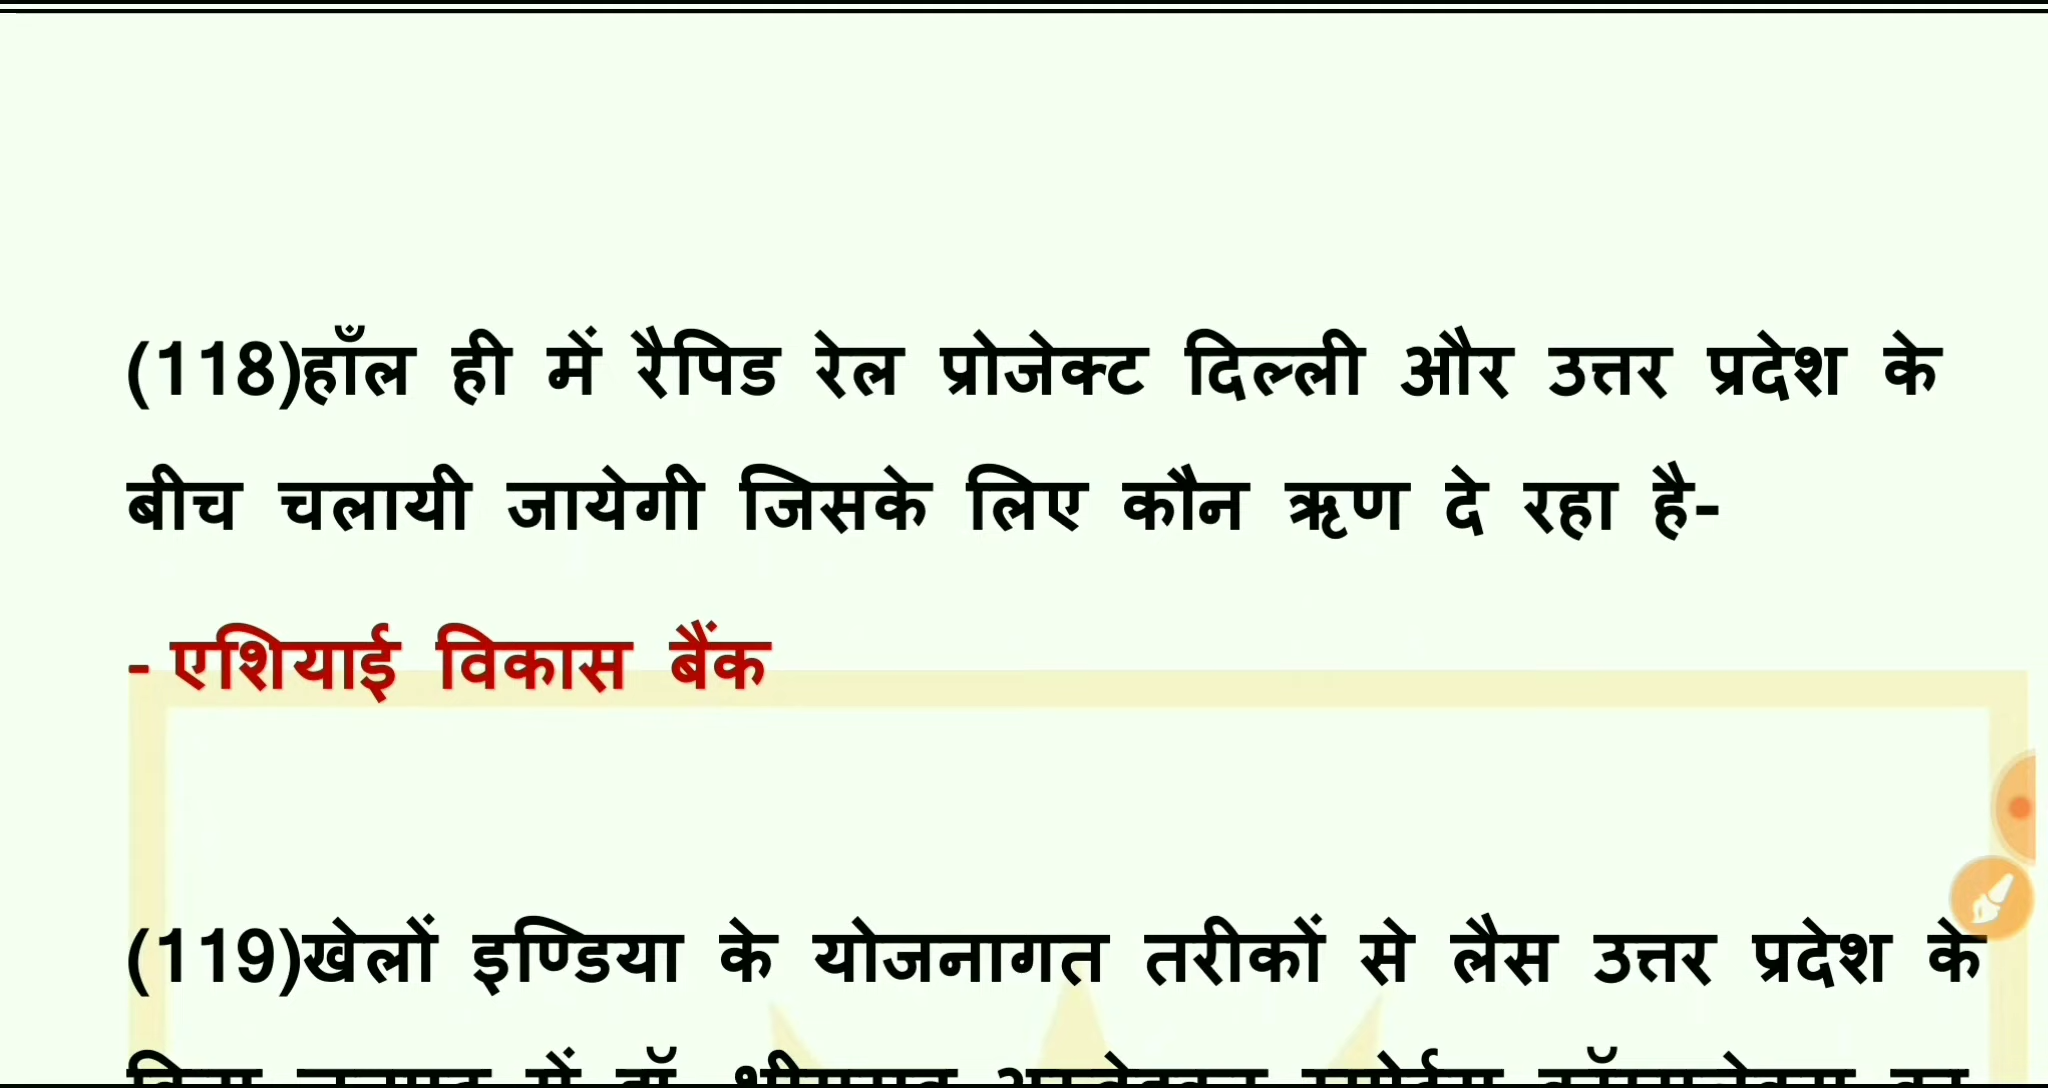 (118)हाँल ही में रैपिड रेल प्रोजेक्ट दिल्ली और उत्तर प्रदेश के
बीच चलायी जायेगी जिसके लिए कौन ऋण दे रहा है-
- एशियाई विकास बैंक
(119)खेलों इण्डिया के योजनागत तरीकों से लैस उत्तर प्रदेश के